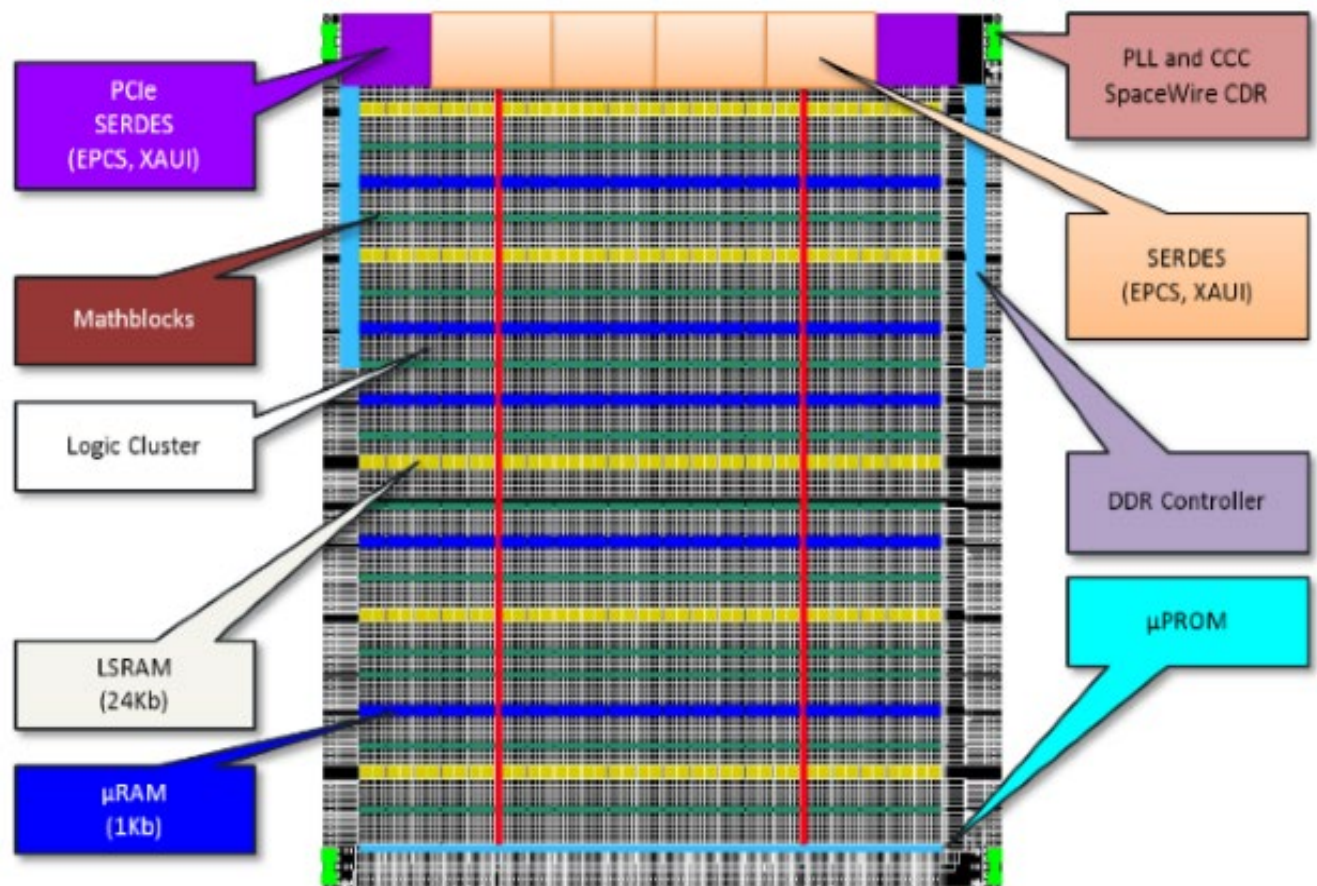 PCIe
SERDES
(EPCS, XAUI)
Mathblocks
Logic Cluster
LSRAM
(24Kb)
μRAM
(1Kb)
PLL and CCC
SpaceWire CDR
SERDES
(EPCS, XAUI)
DDR Controller
μPROM